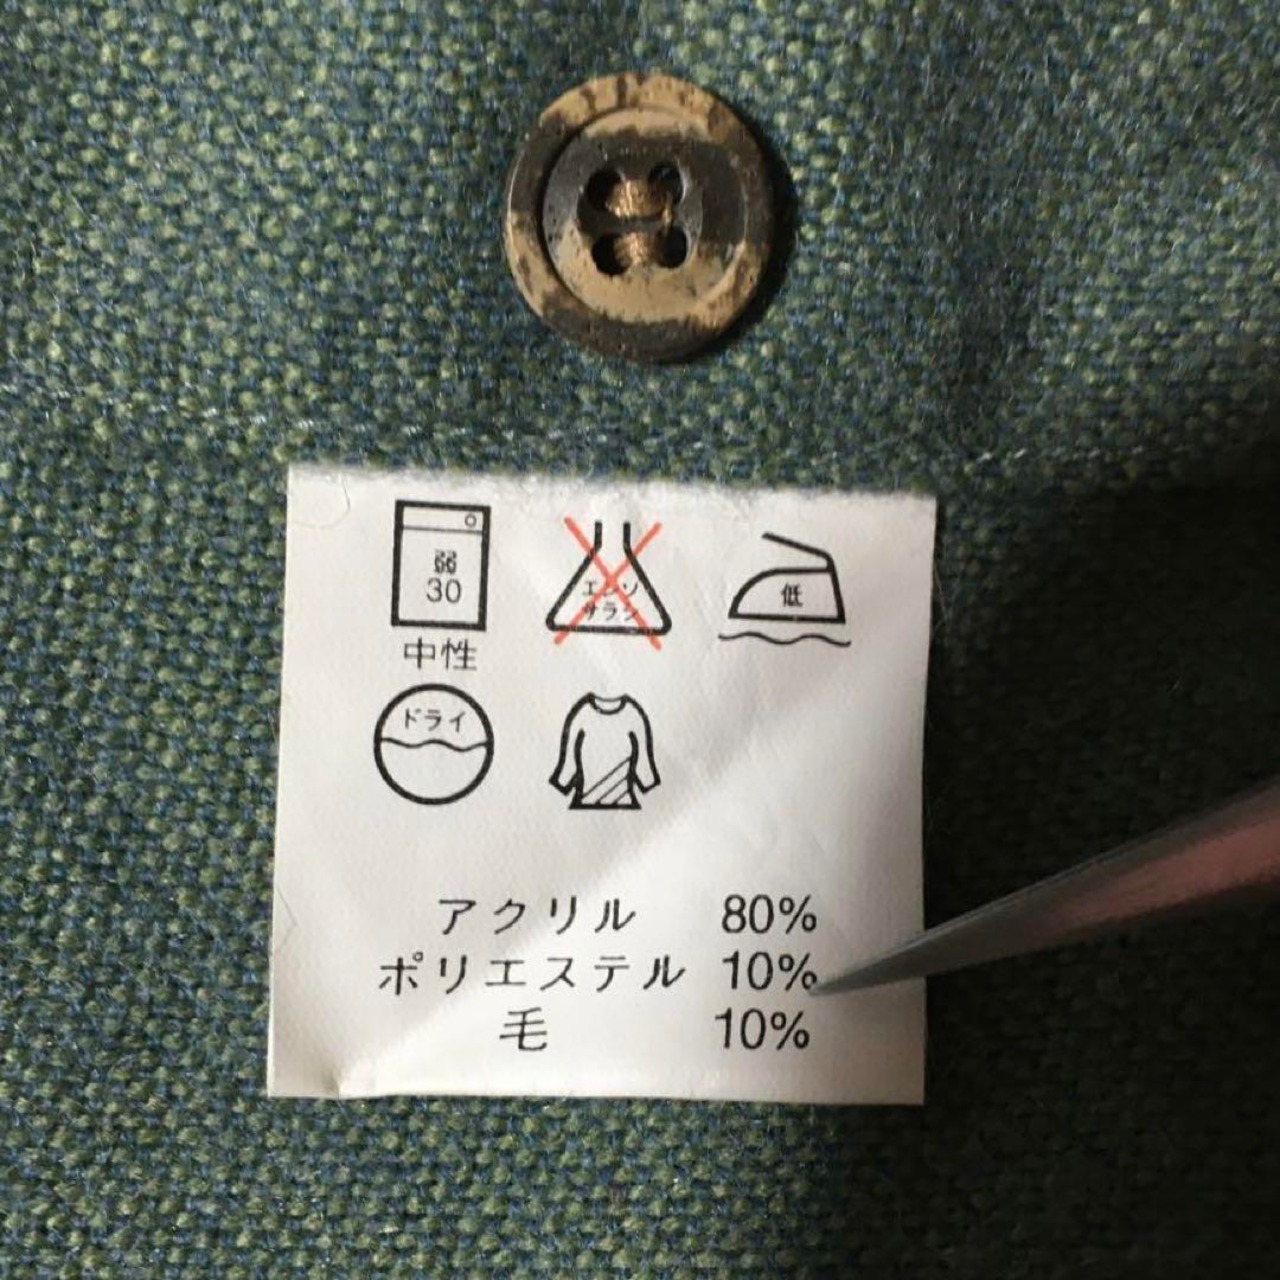 弱
30
中性
エンソ
サラシ
低
ドライ
アクリル 80%
ポリエステル 10%
毛 10%